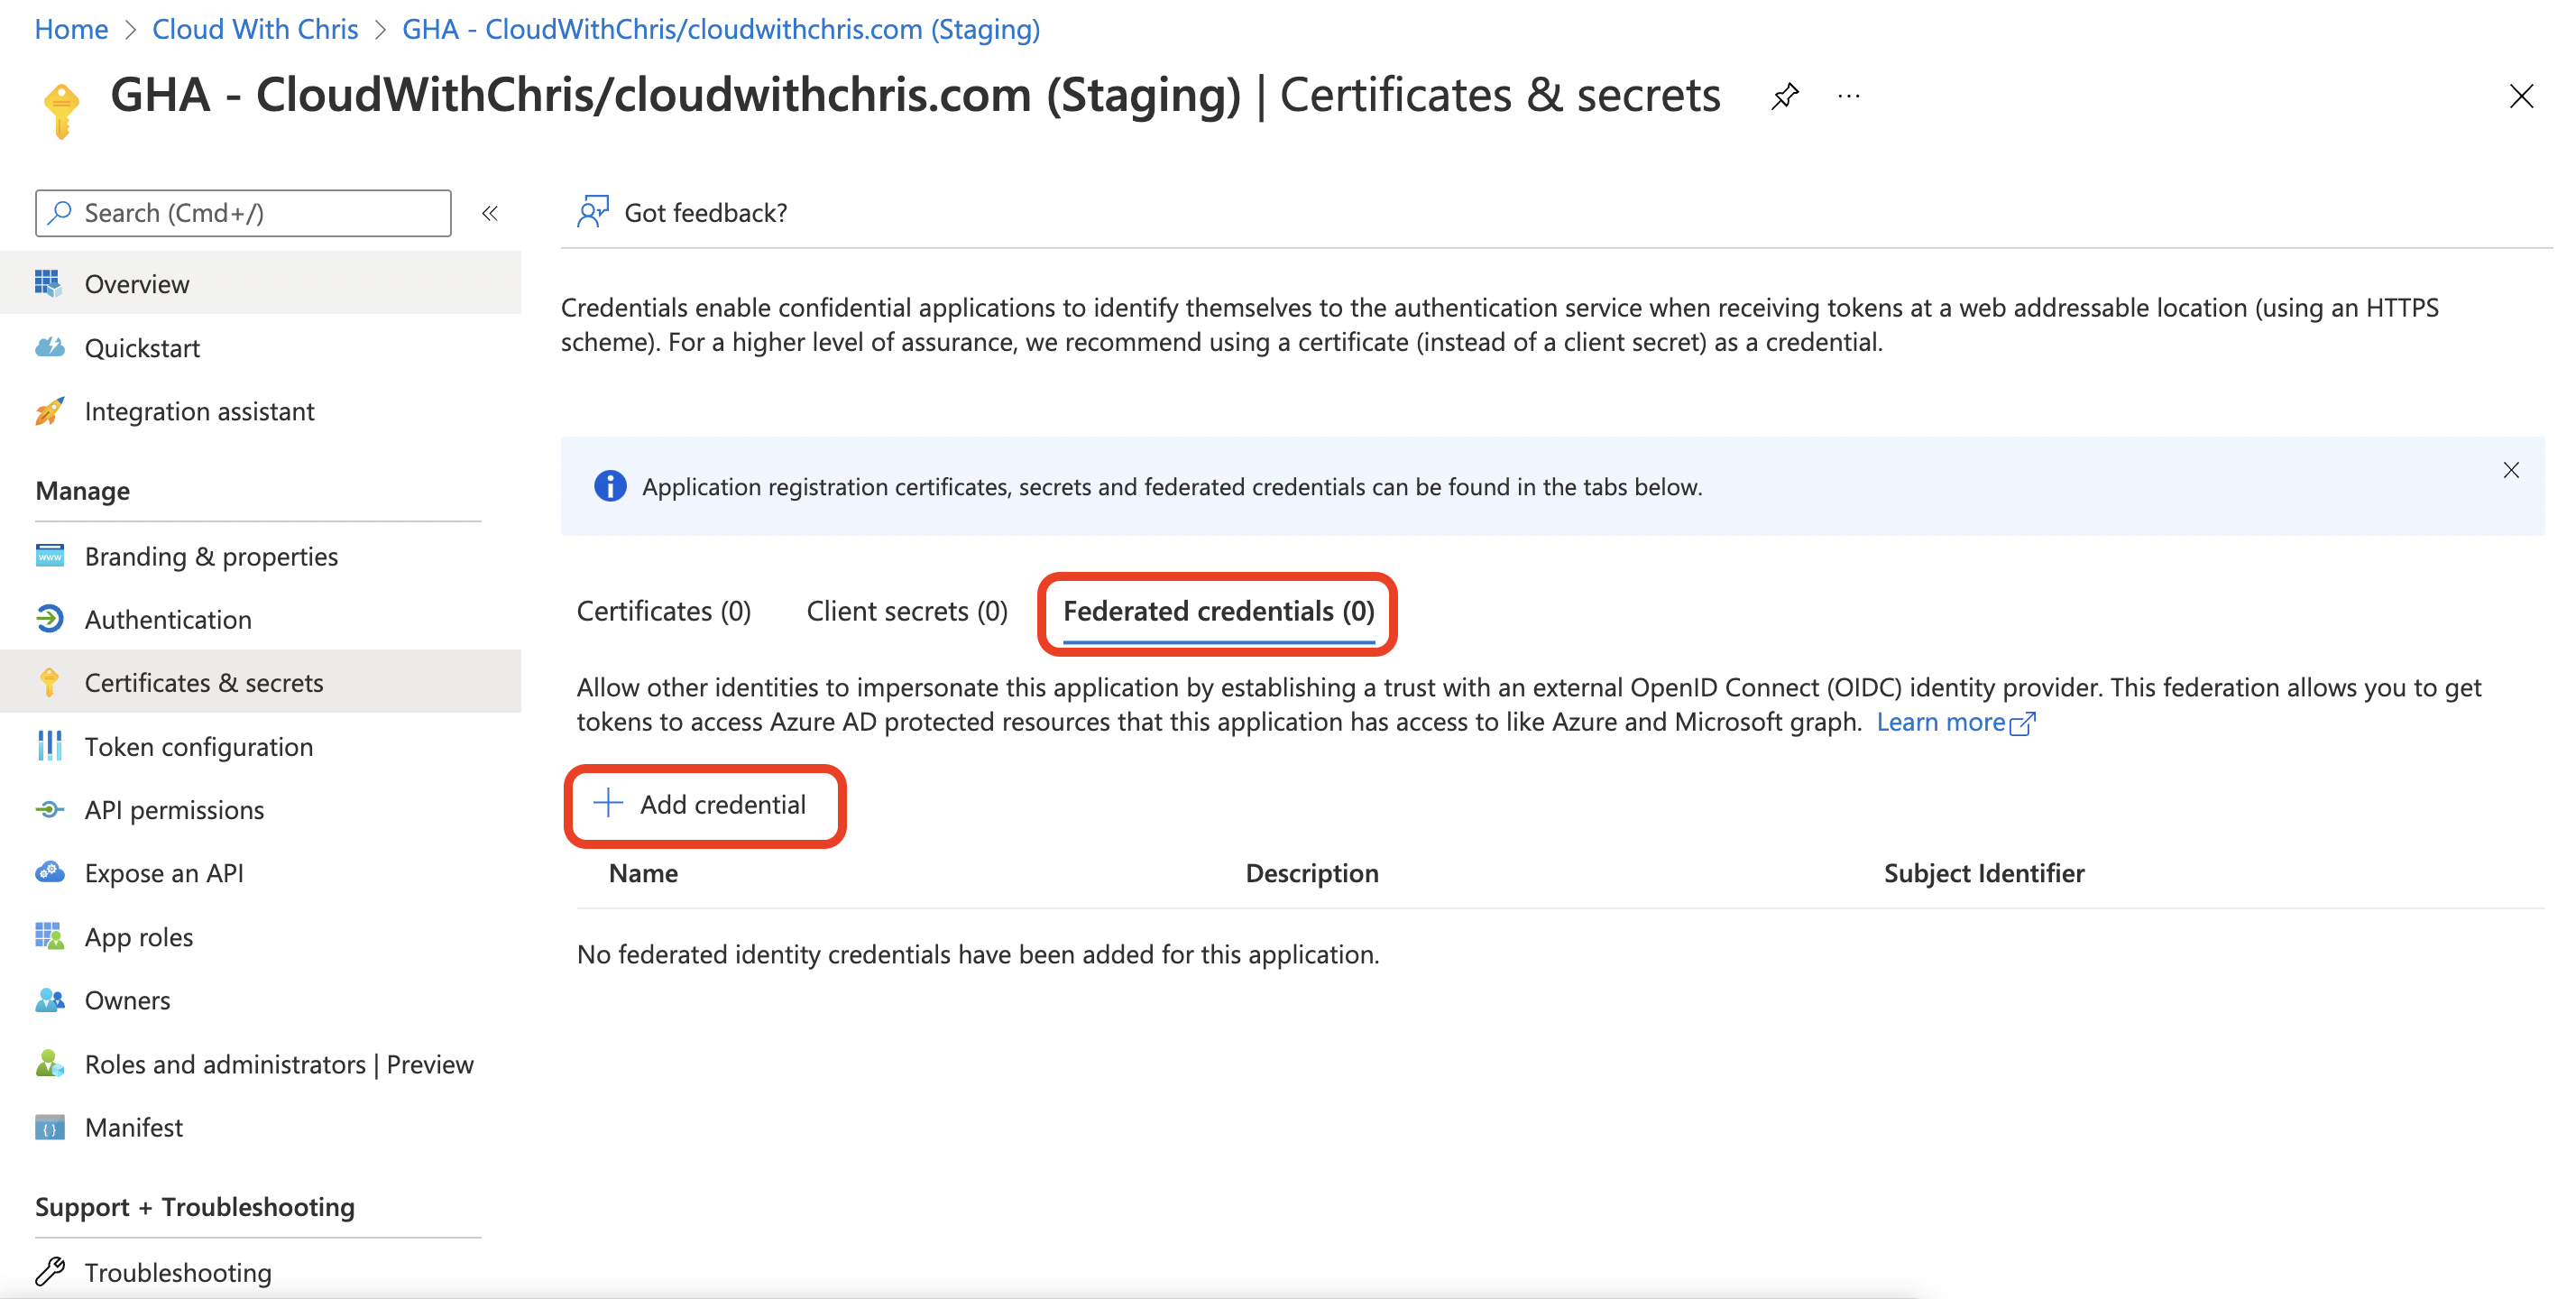 Home > Cloud With Chris > GHA - CloudWithChris/cloudwithchris.com (Staging)
GHA - CloudWithChris/cloudwithchris.com (Staging) | Certificates & secrets
Search (Cmd+/)
«
Overview
Quickstart
Integration assistant
Manage
Branding & properties
Authentication
Certificates & secrets
Token configuration
API permissions
Expose an API
App roles
Owners
Roles and administrators | Preview
Manifest
Support + Troubleshooting
Troubleshooting
Got feedback?
Credentials enable confidential applications to identify themselves to the authentication service when receiving tokens at a web addressable location (using an HTTPS
scheme). For a higher level of assurance, we recommend using a certificate (instead of a client secret) as a credential.
Application registration certificates, secrets and federated credentials can be found in the tabs below.
Certificates (0) Client secrets (0) Federated credentials (0)
Allow other identities to impersonate this application by establishing a trust with an external OpenID Connect (OIDC) identity provider. This federation allows you to get
tokens to access Azure AD protected resources that this application has access to like Azure and Microsoft graph. Learn more
Add credential
Name Description Subject Identifier
No federated identity credentials have been added for this application.